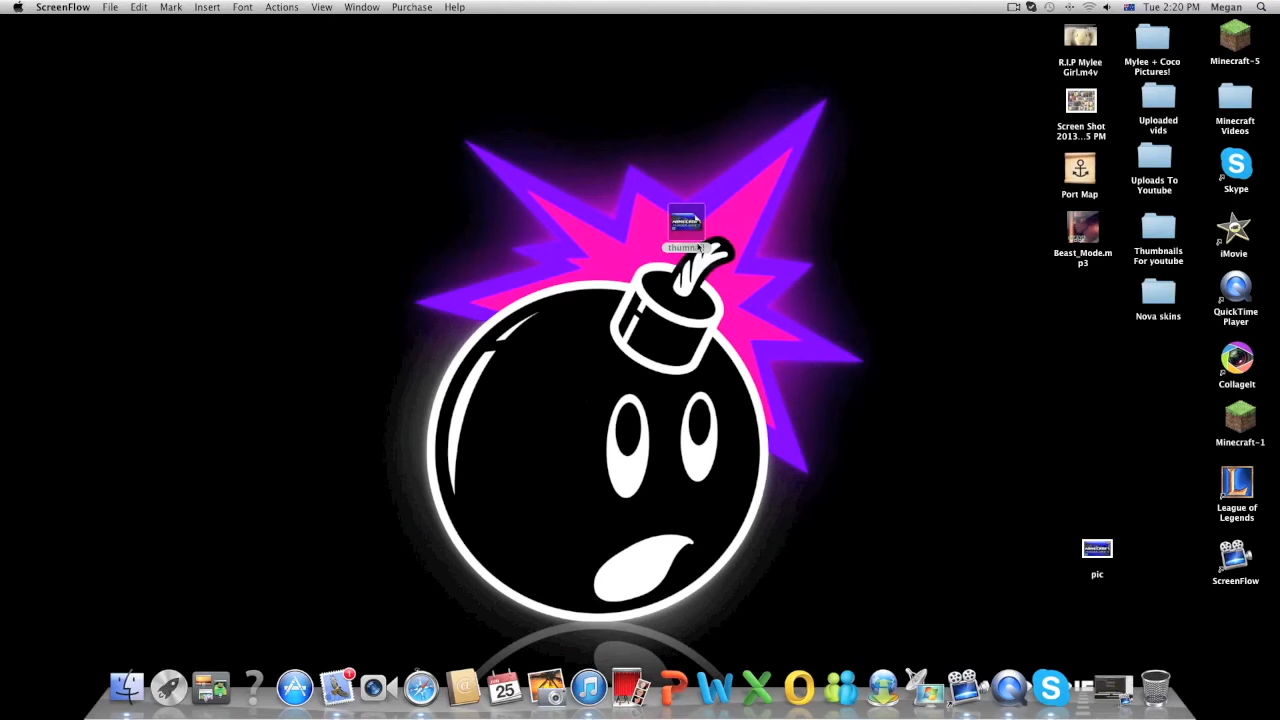 ScreenFlow File Edit Mark Insert Font Actions View Window Purchase Help Tue 2:20 PM Megan
R.I.P Mylee
Girl.m4v
Mylee + Coco
Pictures!
Minecraft-5
Screen Shot
2013...5 PM
Uploaded
vids
Minecraft
Videos
Port Map
Uploads To
Youtube
Skype
Beast_Mode.m
p3
Thumbnails
For youtube
iMovie
Nova skins
QuickTime
Player
CollageIt
Minecraft-1
League of
Legends
pic
ScreenFlow
MINECRAFT
1
25